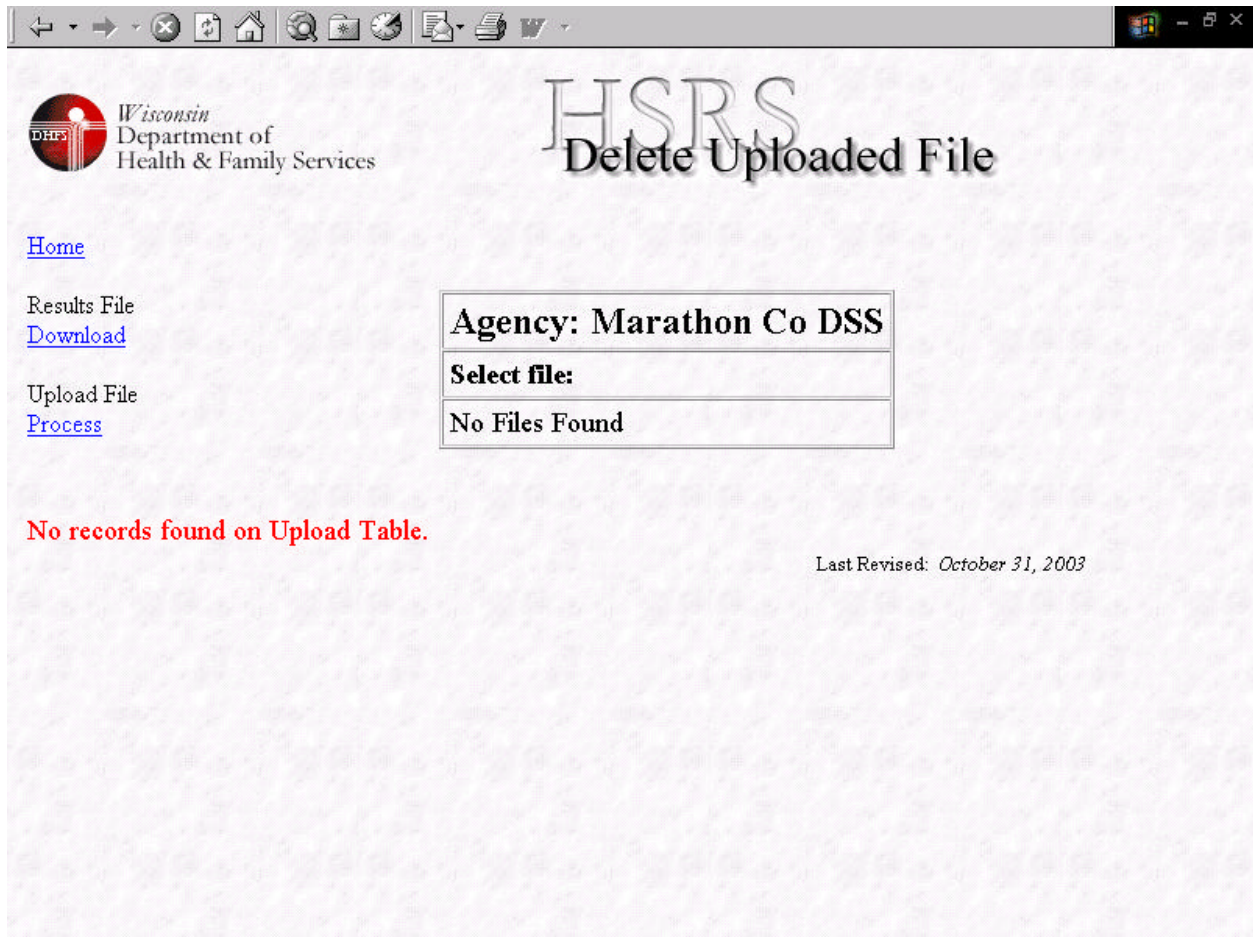 Wisconsin
DHFS
Department of
Health & Family Services
HSRS
Delete Uploaded File
Home
Results File
Download
Upload File
Process
Agency: Marathon Co DSS
Select file:
No Files Found
No records found on Upload Table.
Last Revised: October 31, 2003